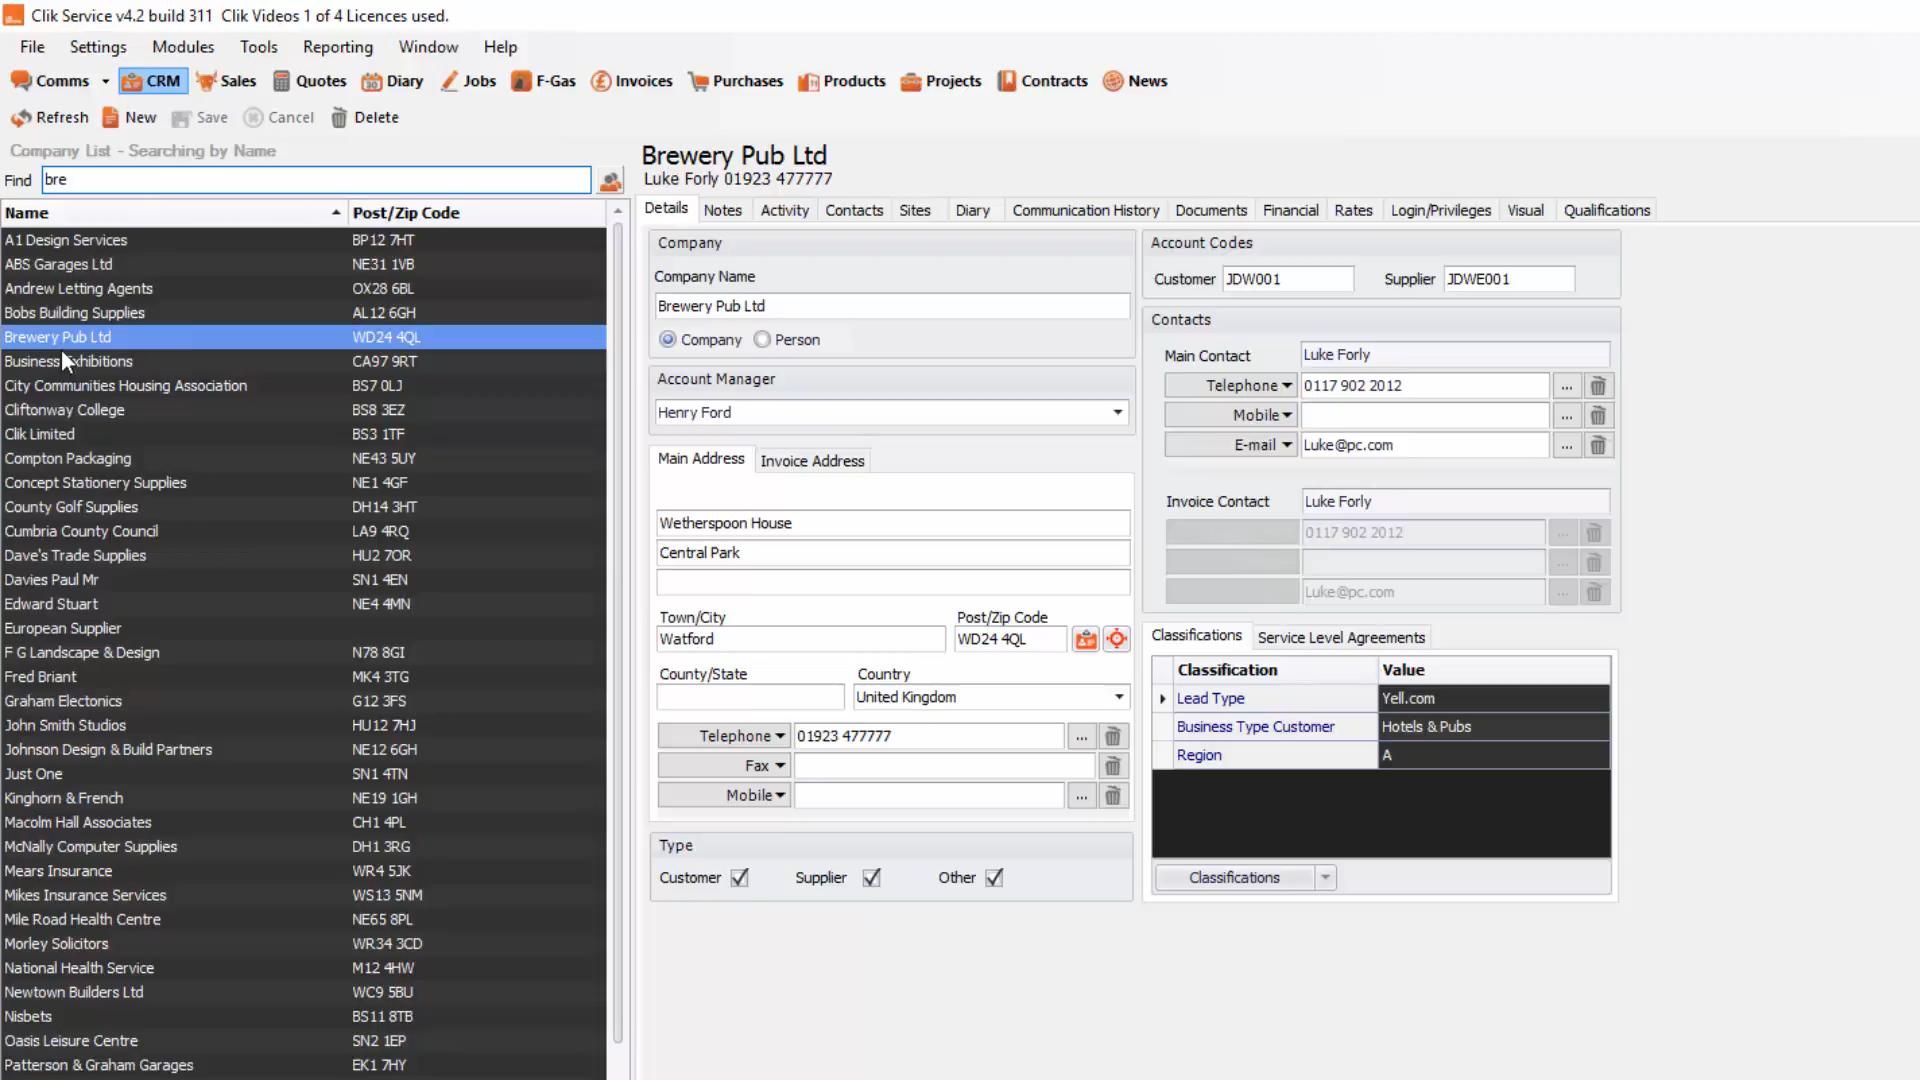 Clik Service v4.2 build 311  Clik Videos 1 of 4 Licences used.
File Settings Modules Tools Reporting Window Help
Comms CRM Sales Quotes Diary Jobs F-Gas Invoices Purchases Products Projects Contracts News
Refresh New Save Cancel Delete
Company List - Searching by Name
Find bre
Name Post/Zip Code
A1 Design Services BP12 7HT
ABS Garages Ltd NE31 1VB
Andrew Letting Agents OX28 6BL
Bobs Building Supplies AL12 6GH
Brewery Pub Ltd WD24 4QL
Business Exhibitions CA97 9RT
City Communities Housing Association BS7 0LJ
Cliftonway College BS8 3EZ
Clik Limited BS3 1TF
Compton Packaging NE43 5UY
Concept Stationery Supplies NE1 4GF
County Golf Supplies DH14 3HT
Cumbria County Council LA9 4RQ
Dave's Trade Supplies HU2 7OR
Davies Paul Mr SN1 4EN
Edward Stuart NE4 4MN
European Supplier
F G Landscape & Design N78 8GI
Fred Briant MK4 3TG
Graham Electonics G12 3FS
John Smith Studios HU12 7HJ
Johnson Design & Build Partners NE12 6GH
Just One SN1 4TN
Kinghorn & French NE19 1GH
Macolm Hall Associates CH1 4PL
McNally Computer Supplies DH1 3RG
Mears Insurance WR4 5JK
Mikes Insurance Services WS13 5NM
Mile Road Health Centre NE65 8PL
Morley Solicitors WR34 3CD
National Health Service M12 4HW
Newtown Builders Ltd WC9 5BU
Nisbets BS11 8TB
Oasis Leisure Centre SN2 1EP
Patterson & Graham Garages EK1 7HY
Brewery Pub Ltd
Luke Forly 01923 477777
Details Notes Activity Contacts Sites Diary Communication History Documents Financial Rates Login/Privileges Visual Qualifications
Company
Company Name
Brewery Pub Ltd
Company Person
Account Manager
Henry Ford
Main Address Invoice Address
Wetherspoon House
Central Park
Town/City Post/Zip Code
Watford WD24 4QL
County/State Country
United Kingdom
Telephone 01923 477777 ...
Fax
Mobile ...
Type
Customer Supplier Other
Account Codes
Customer JDW001 Supplier JDWE001
Contacts
Main Contact Luke Forly
Telephone 0117 902 2012 ...
Mobile ...
E-mail Luke@pc.com ...
Invoice Contact Luke Forly
0117 902 2012 ...
...
Luke@pc.com ...
Classifications Service Level Agreements
Classification Value
Lead Type Yell.com
Business Type Customer Hotels & Pubs
Region A
Classifications